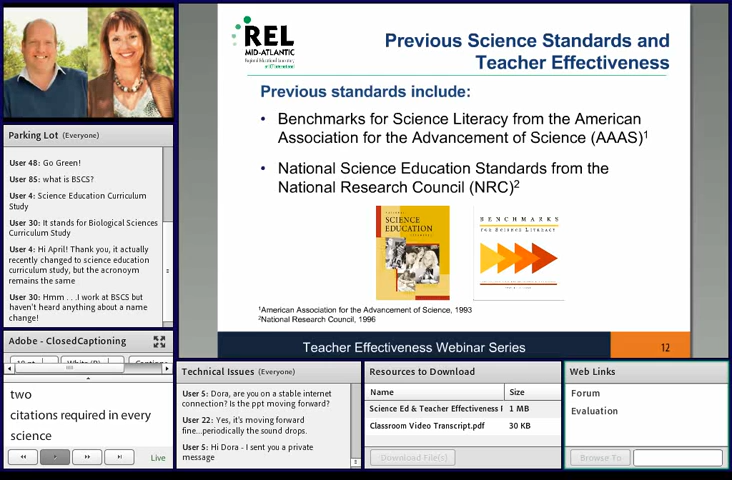 REL
MID-ATLANTIC
Regional Educational Laboratory
Previous Science Standards and
Teacher Effectiveness
Previous standards include:
• Benchmarks for Science Literacy from the American
Association for the Advancement of Science (AAAS)1
• National Science Education Standards from the
National Research Council (NRC)2
SCIENCE
EDUCATION
BENCHMARKS
FOR SCIENCE LITERACY
1American Association for the Advancement of Science, 1993
2National Research Council, 1996
Teacher Effectiveness Webinar Series
12
Parking Lot (Everyone)
User 48: Go Green!
User 85: what is BSCS?
User 4: Science Education Curriculum
Study
User 30: It stands for Biological Sciences
Curriculum Study
User 4: Hi April! Thank you, it actually
recently changed to science education
curriculum study, but the acronoym
remains the same
User 30: Hmm . . .I work at BSCS but
haven't heard anything about a name
change!
Adobe - ClosedCaptioning
two
citations required in every
science
Live
Technical Issues (Everyone)
User 5: Dora, are you on a stable internet
connection? Is the ppt moving forward?
User 22: Yes, it's moving forward
fine...periodically the sound drops.
User 5: Hi Dora - I sent you a private
message
Resources to Download
Name Size
Science Ed & Teacher Effectiveness 1 MB
Classroom Video Transcript.pdf 30 KB
Download File(s)
Web Links
Forum
Evaluation
Browse To